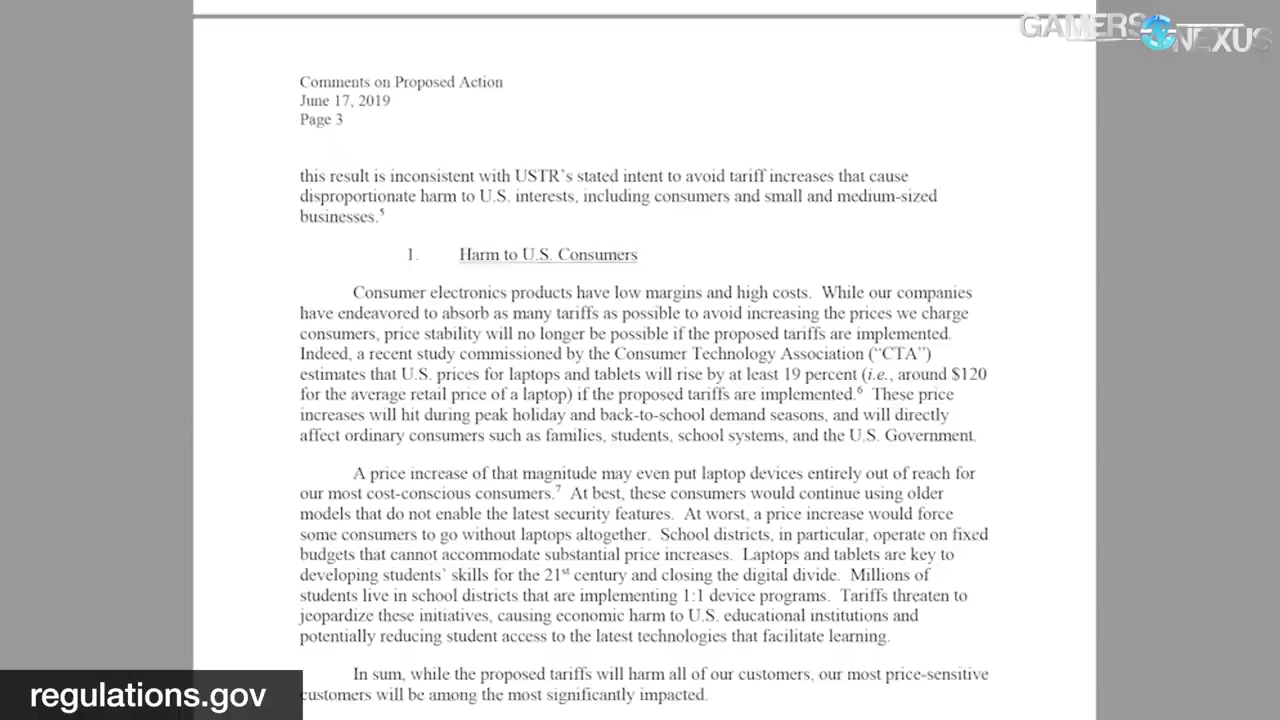 GAMERS NEXUS
Comments on Proposed Action
June 17, 2019
Page 3
this result is inconsistent with USTR's stated intent to avoid tariff increases that cause
disproportionate harm to U.S. interests, including consumers and small and medium-sized
businesses.5
1. Harm to U.S. Consumers
Consumer electronics products have low margins and high costs. While our companies
have endeavored to absorb as many tariffs as possible to avoid increasing the prices we charge
consumers, price stability will no longer be possible if the proposed tariffs are implemented.
Indeed, a recent study commissioned by the Consumer Technology Association ("CTA")
estimates that U.S. prices for laptops and tablets will rise by at least 19 percent (i.e., around $120
for the average retail price of a laptop) if the proposed tariffs are implemented.6 These price
increases will hit during peak holiday and back-to-school demand seasons, and will directly
affect ordinary consumers such as families, students, school systems, and the U.S. Government.
A price increase of that magnitude may even put laptop devices entirely out of reach for
our most cost-conscious consumers.7 At best, these consumers would continue using older
models that do not enable the latest security features. At worst, a price increase would force
some consumers to go without laptops altogether. School districts, in particular, operate on fixed
budgets that cannot accommodate substantial price increases. Laptops and tablets are key to
developing students' skills for the 21st century and closing the digital divide. Millions of
students live in school districts that are implementing 1:1 device programs. Tariffs threaten to
jeopardize these initiatives, causing economic harm to U.S. educational institutions and
potentially reducing student access to the latest technologies that facilitate learning.
In sum, while the proposed tariffs will harm all of our customers, our most price-sensitive
customers will be among the most significantly impacted.
regulations.gov